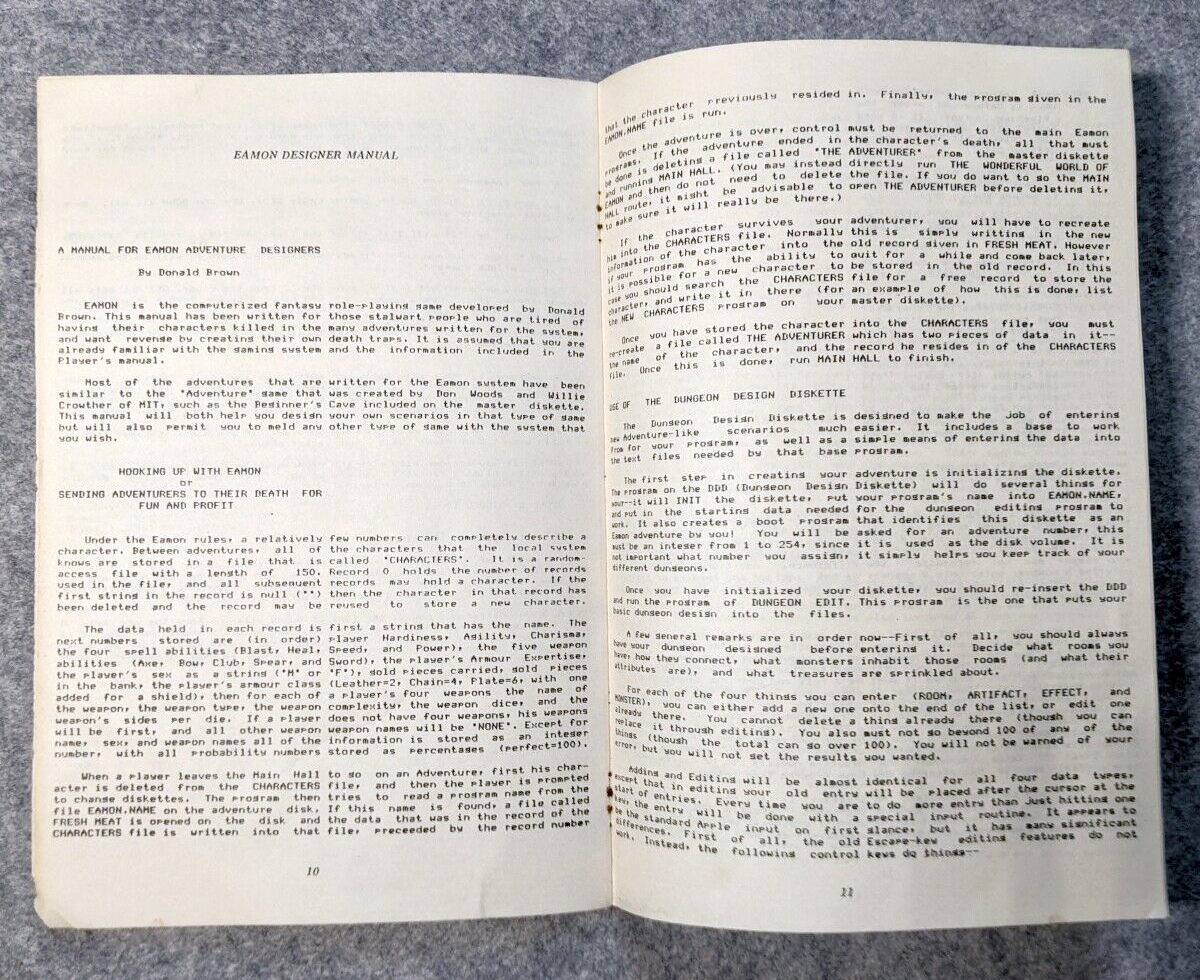 EAMON DESIGNER MANUAL
A MANUAL FOR EAMON ADVENTURE DESIGNERS
By Donald Brown
EAMON is the computerized fantasy role-playing game developed by Donald
Brown. This manual has been written for those stalwart people who are tired of
having their characters killed in the many adventures written for the system,
and want revenge by creating their own death traps. It is assumed that you are
already familiar with the gaming system and the information included in the
Player's manual.
Most of the adventures that are written for the Eamon system have been
similar to the "Adventure" game that was created by Don Woods and Willie
Crowther of MIT, such as the Beginner's Cave included on the master diskette.
This manual will both help you design your own scenarios in that type of game
but will also permit you to meld any other type of game with the system that
you wish.
HOOKING UP WITH EAMON
or
SENDING ADVENTURERS TO THEIR DEATH FOR
FUN AND PROFIT
Under the Eamon rules, a relatively few numbers can completely describe a
character. Between adventures, all of the characters that the local system
knows are stored in a file that is called "CHARACTERS". It is a random-
access file with a length of 150. Record 0 holds the number of records
used in the file, and all subsequent records may hold a character. If the
first string in the record is null ("") then the character in that record has
been deleted and the record may be reused to store a new character.
The data held in each record is first a string that has the name. The
next numbers stored are (in order) player Hardiness, Agility, Charisma,
the four spell abilities (Blast, Heal, Speed, and Power), the five weapon
abilities (Axe, Bow, Club, Spear, and Sword), the player's Armour Expertise,
the player's sex as a string ("M" or "F"), gold pieces carried, gold pieces
in the bank, the player's armour class (Leather=2, Chain=4, Plate=6, with one
added for a shield), then for each of a player's four weapons the name of
the weapon, the weapon type, the weapon complexity, the weapon dice, and the
weapon's sides per die. If a player does not have four weapons, his weapons
will be first, and all other weapon names will be "NONE". Except for
name, sex, and weapon names all of the information is stored as an integer
number, with all probability numbers stored as percentages (perfect=100).
When a player leaves the Main Hall to go on an Adventure, first his char-
acter is deleted from the CHARACTERS file, and then the player is prompted
to change diskettes. The program then tries to read a program name from the
file EAMON.NAME on the adventure disk. If this name is found, a file called
FRESH MEAT is opened on the disk and the data that was in the record of the
CHARACTERS file is written into that file, preceeded by the record number
10
that the character previously resided in. Finally, the program given in the
EAMON.NAME file is run.
Once the adventure is over, control must be returned to the main Eamon
programs. If the adventure ended in the character's death, all that must
be done is deleting a file called "THE ADVENTURER" from the master diskette
and running MAIN HALL. (You may instead directly run THE WONDERFUL WORLD OF
EAMON and then do not need to delete the file. If you do want to go the MAIN
HALL route, it might be advisable to open THE ADVENTURER before deleting it,
to make sure it will really be there.)
If the character survives your adventure, you will have to recreate
him into the CHARACTERS file. Normally this is simply writting in the new
information of the character into the old record given in FRESH MEAT. However
if your program has the ability to quit for a while and come back later,
it is possible for a new character to be stored in the old record. In this
case you should search the CHARACTERS file for a free record to store the
character, and write it in there (for an example of how this is done, list
the NEW CHARACTERS program on your master diskette).
Once you have stored the character into the CHARACTERS file, you must
re-create a file called THE ADVENTURER which has two pieces of data in it--
the name of the character, and the record he resides in of the CHARACTERS
file. Once this is done, run MAIN HALL to finish.
USE OF THE DUNGEON DESIGN DISKETTE
The Dungeon Design Diskette is designed to make the job of entering
new Adventure-like scenarios much easier. It includes a base to work
from for your program, as well as a simple means of entering the data into
the text files needed by that base program.
The first step in creating your adventure is initializing the diskette.
The program on the DDD (Dungeon Design Diskette) will do several things for
your--it will INIT the diskette, put your program's name into EAMON.NAME,
and put in the starting data needed for the dungeon editing program to
work. It also creates a boot program that identifies this diskette as an
Eamon adventure by you! You will be asked for an adventure number, this
must be an integer from 1 to 254, since it is used as the disk volume. It is
not important what number you assign, it simply helps you keep track of your
different dungeons.
Once you have initialized your diskette, you should re-insert the DDD
and run the program of DUNGEON EDIT. This program is the one that puts your
basic dungeon design into the files.
A few general remarks are in order now--First of all, you should always
have your dungeon designed before entering it. Decide what rooms you
have, how they connect, what monsters inhabit those rooms (and what their
attributes are), and what treasures are sprinkled about.
For each of the four things you can enter (ROOM, ARTIFACT, EFFECT, and
MONSTER), you can either add a new one onto the end of the list, or edit one
already there. You cannot delete a thing already there (though you can
replace it through editing). You also must not go beyond 100 of any of the
things (though the total can go over 100). You will not be warned of your
error, but you will not get the results you wanted.
Adding and Editing will be almost identical for all four data types,
except that in editing your old entry will be placed after the cursor at the
start of entries. Every time you are to do more entry than just hitting one
key, the entry will be done with a special input routine. It appears to
be the standard Apple input on first glance, but it has many significant
differences. First of all, the old Escape-key editing features do not
work. Instead, the following control keys do things--
11